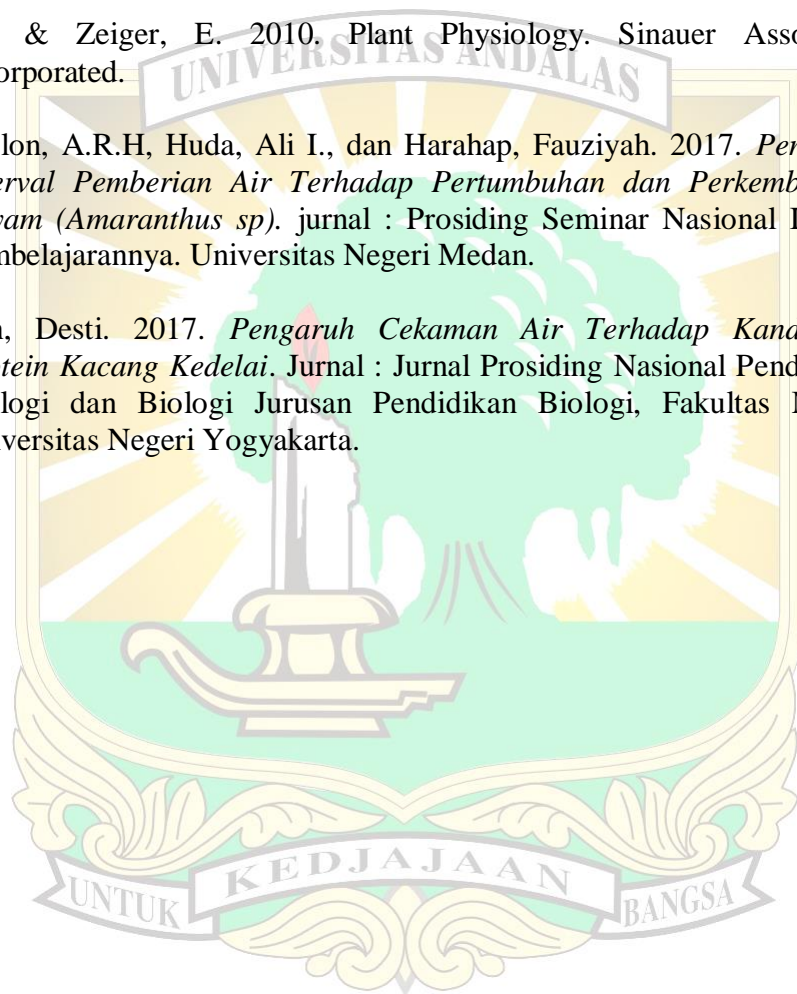 & Zeiger, E. 2010. Plant Physiology. Sinauer Asso
corporated.
UNIVERSITAS ANDALAS
lon, A.R.H, Huda, Ali I., dan Harahap, Fauziyah. 2017. Pen
erval Pemberian Air Terhadap Pertumbuhan dan Perkemb
yam (Amaranthus sp). jurnal : Prosiding Seminar Nasional I
mbelajarannya. Universitas Negeri Medan.
, Desti. 2017. Pengaruh Cekaman Air Terhadap Kand
tein Kacang Kedelai. Jurnal : Jurnal Prosiding Nasional Pend
logi dan Biologi Jurusan Pendidikan Biologi, Fakultas
iversitas Negeri Yogyakarta.
UNTUK KEDJAJAAN BANGSA